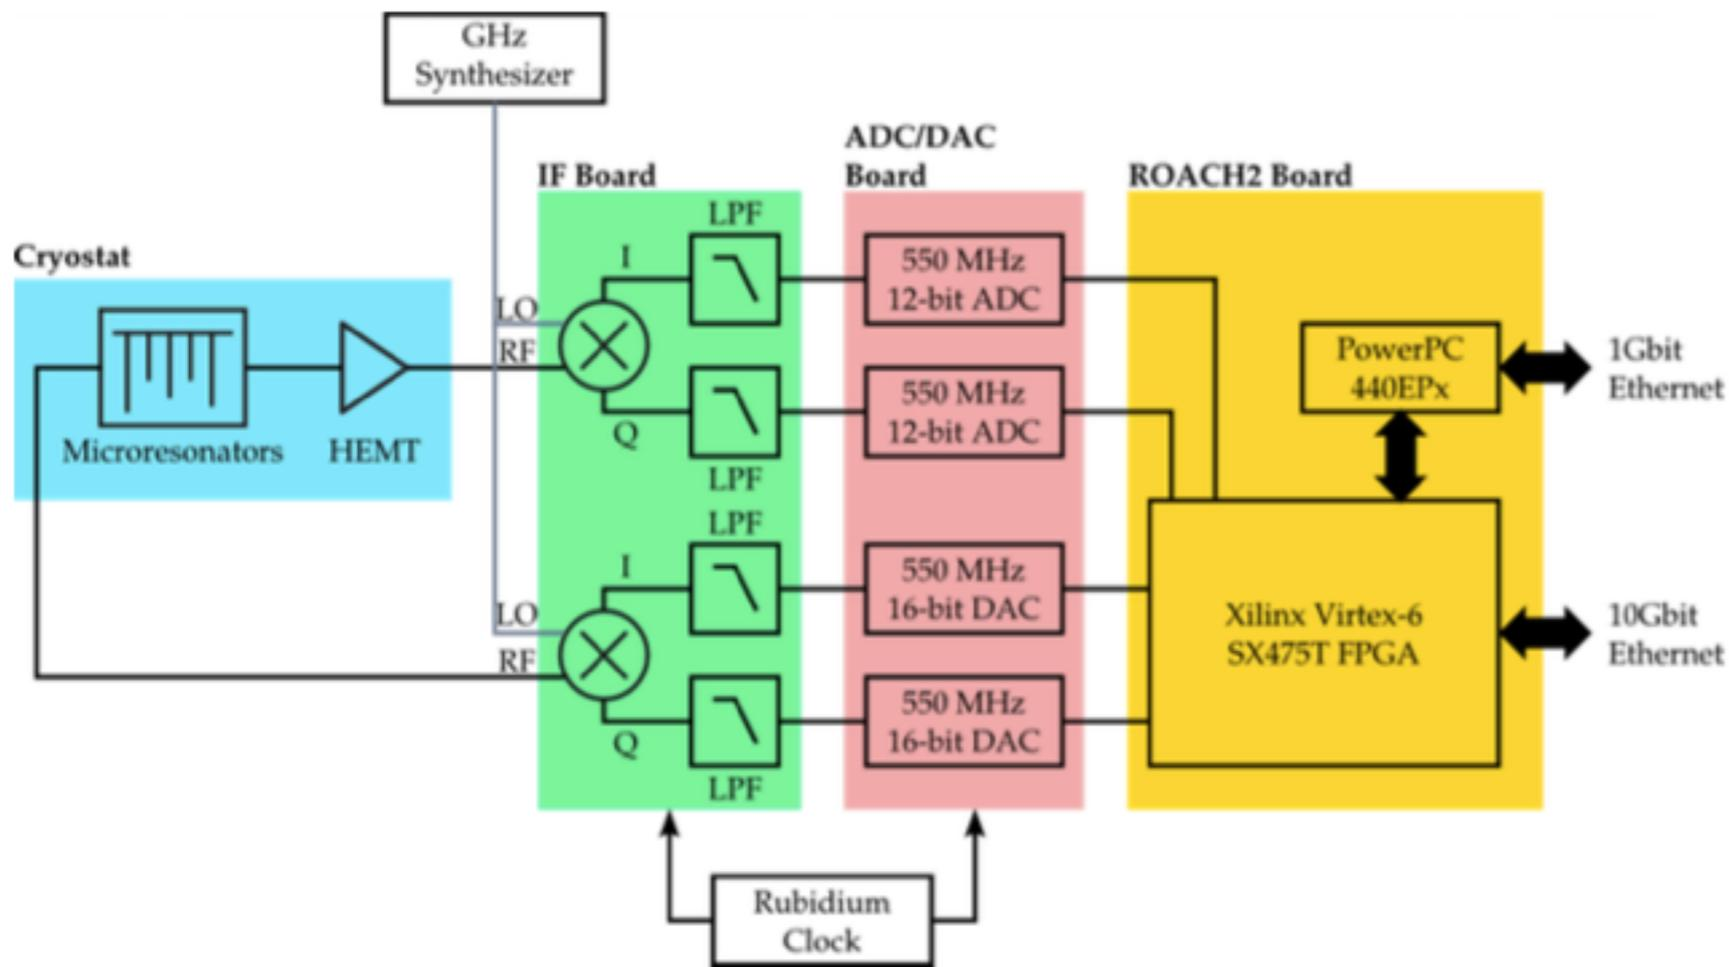 GHz
Synthesizer
ADC/DAC
Board
IF Board
ROACH2 Board
Cryostat
LPF
I
550 MHz
12-bit ADC
LO
RF
PowerPC
440EPx
1Gbit
Ethernet
Microresonators
HEMT
Q
550 MHz
12-bit ADC
LPF
LPF
I
550 MHz
16-bit DAC
LO
RF
Xilinx Virtex-6
SX475T FPGA
10Gbit
Ethernet
Q
550 MHz
16-bit DAC
LPF
Rubidium
Clock